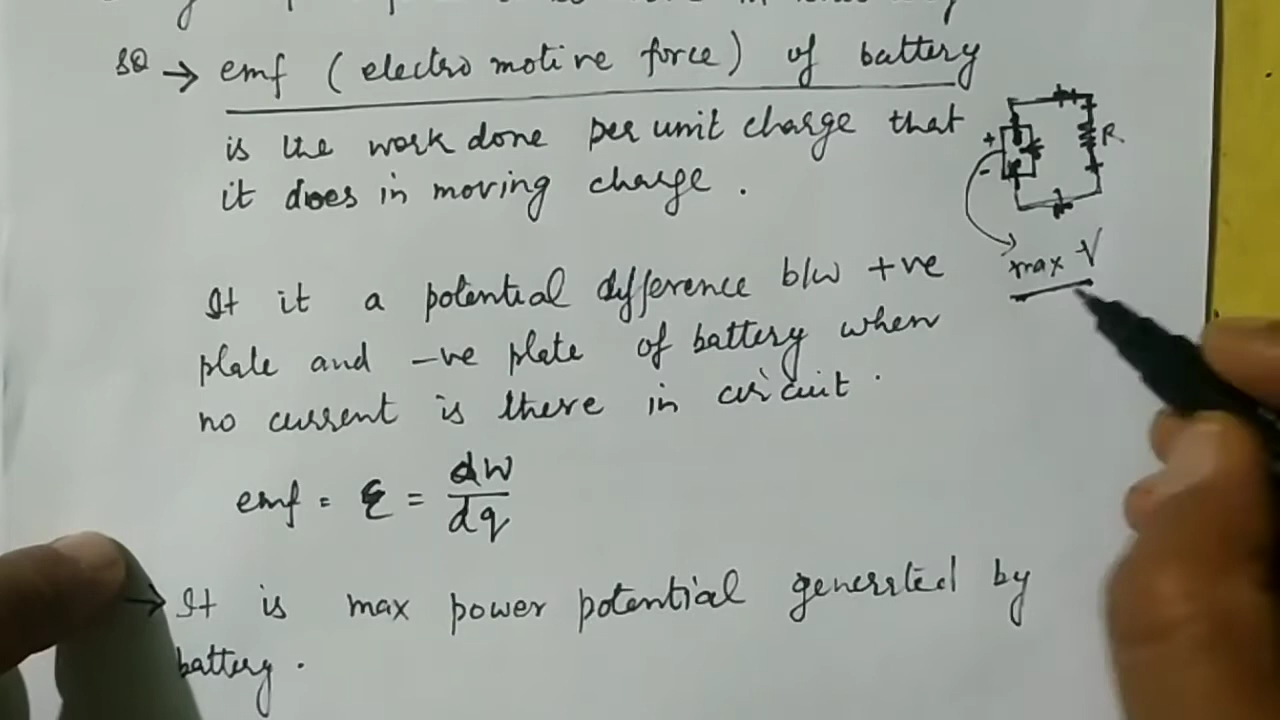 SQ → emf (electro motive force) of battery
is the work done per unit charge that
it does in moving charge .
+
R
-
max V
It it a potential difference b/w +ve
plate and -ve plate of battery when
no current is there in circuit .
emf = ε = dw/dq
→ It is max power potential generrted by
battery .